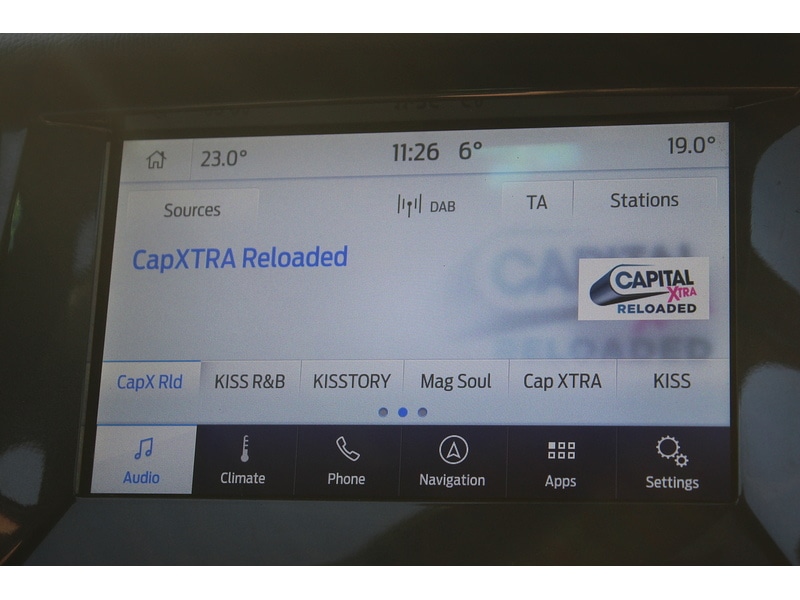 23.0° 11:26 6° 19.0°
Sources DAB TA Stations
CapXTRA Reloaded
CAPITAL
XTRA
RELOADED
CapX Rld KISS R&B KISSTORY Mag Soul Cap XTRA KISS
Audio Climate Phone Navigation Apps Settings